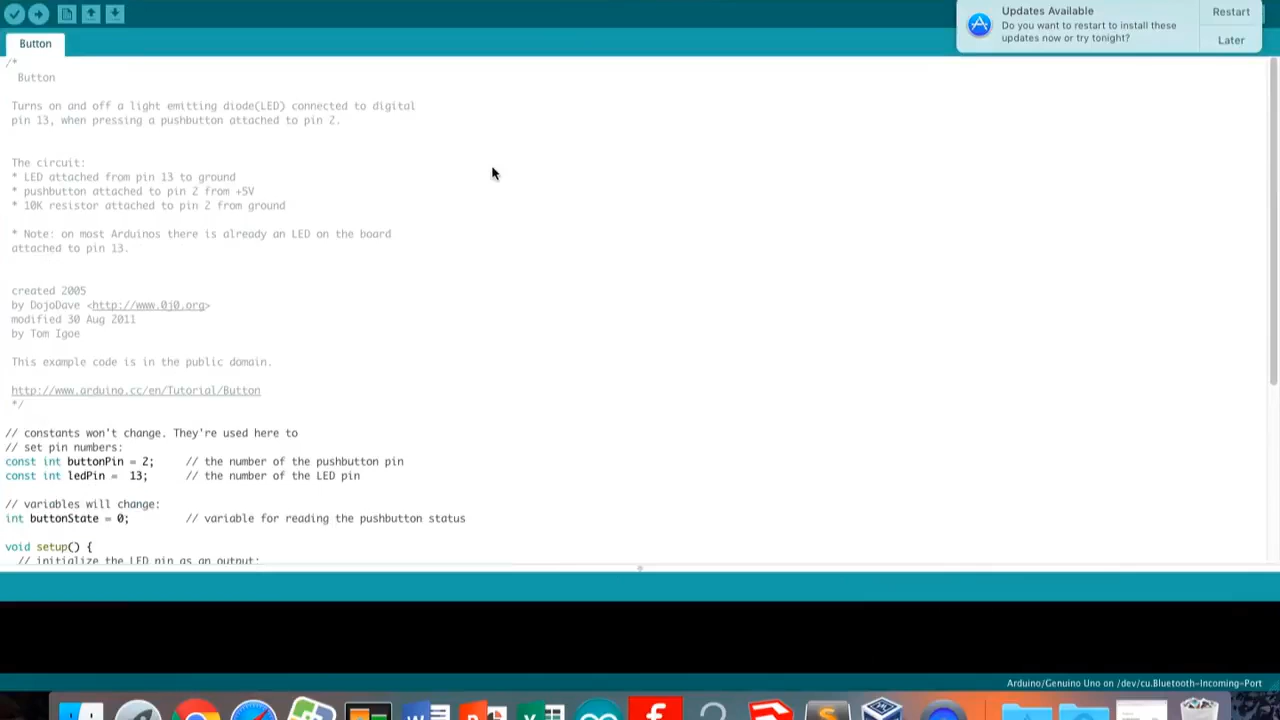 Updates Available
Do you want to restart to install these
updates now or try tonight?
Restart
Later
Button
/*
Button
Turns on and off a light emitting diode(LED) connected to digital
pin 13, when pressing a pushbutton attached to pin 2.
The circuit:
* LED attached from pin 13 to ground
* pushbutton attached to pin 2 from +5V
* 10K resistor attached to pin 2 from ground
* Note: on most Arduinos there is already an LED on the board
attached to pin 13.
created 2005
by DojoDave <http://www.0j0.org>
modified 30 Aug 2011
by Tom Igoe
This example code is in the public domain.
http://www.arduino.cc/en/Tutorial/Button
*/
// constants won't change. They're used here to
// set pin numbers:
const int buttonPin = 2;     // the number of the pushbutton pin
const int ledPin =  13;      // the number of the LED pin
// variables will change:
int buttonState = 0;         // variable for reading the pushbutton status
void setup() {
// initialize the LED pin as an output:
Arduino/Genuino Uno on /dev/cu.Bluetooth-Incoming-Port